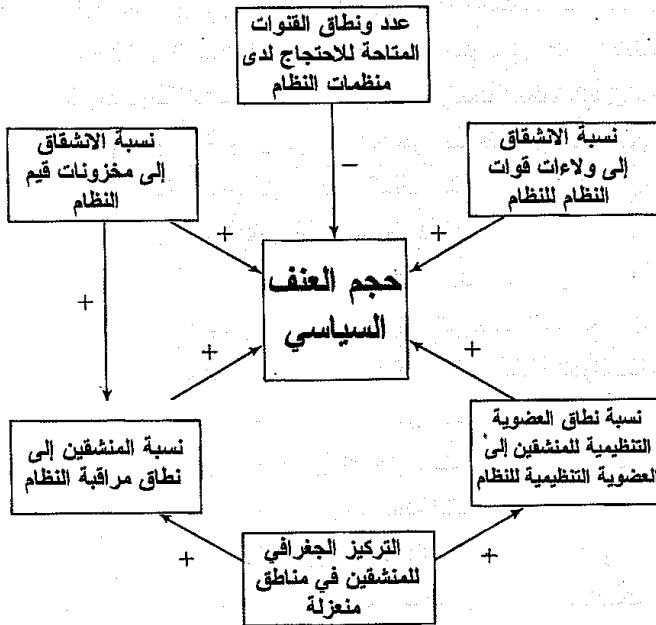 عدد ونطاق القنوات
المتاحة للاحتجاج لدى
منظمات النظام
نسبة الانشقاق
إلى ولاءات قوات
النظام للنظام
نسبة الانشقاق
إلى مخزونات قيم
النظام
–
+
+
حجم العنف
السياسي
+
+
+
نسبة نطاق العضوية
التنظيمية للمنشقين إلى
العضوية التنظيمية للنظام
نسبة المنشقين إلى
نطاق مراقبة النظام
التركيز الجغرافي
للمنشقين في مناطق
منعزلة
+
+